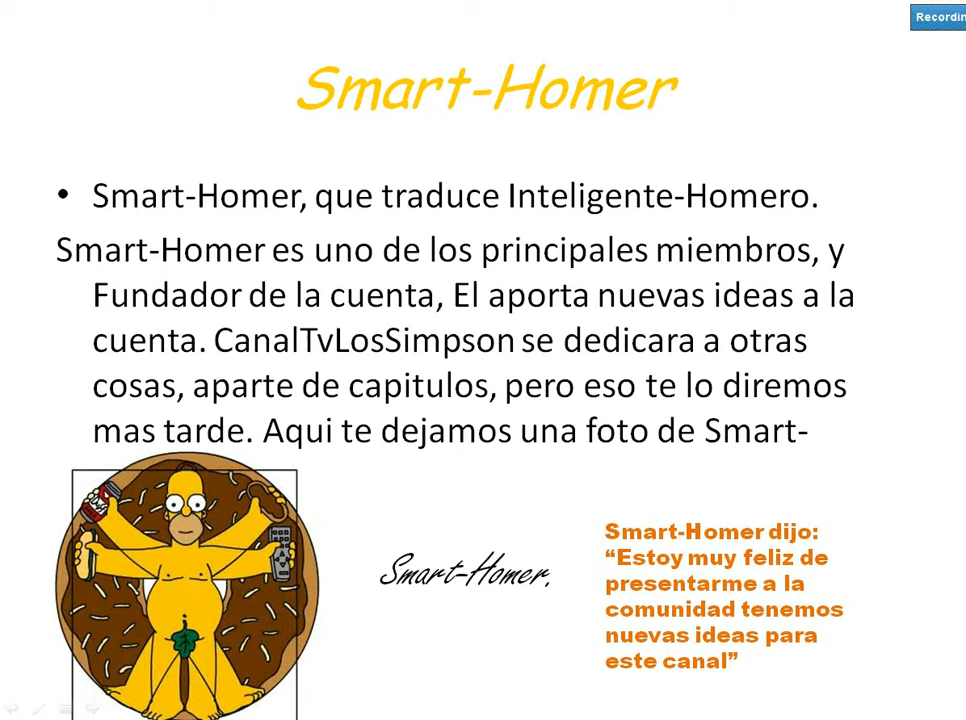 Recordin
Smart-Homer
• Smart-Homer, que traduce Inteligente-Homero.
Smart-Homer es uno de los principales miembros, y
Fundador de la cuenta, El aporta nuevas ideas a la
cuenta. CanalTvLosSimpson se dedicara a otras
cosas, aparte de capitulos, pero eso te lo diremos
mas tarde. Aqui te dejamos una foto de Smart-
Smart-Homer.
Smart-Homer dijo:
“Estoy muy feliz de
presentarme a la
comunidad tenemos
nuevas ideas para
este canal”